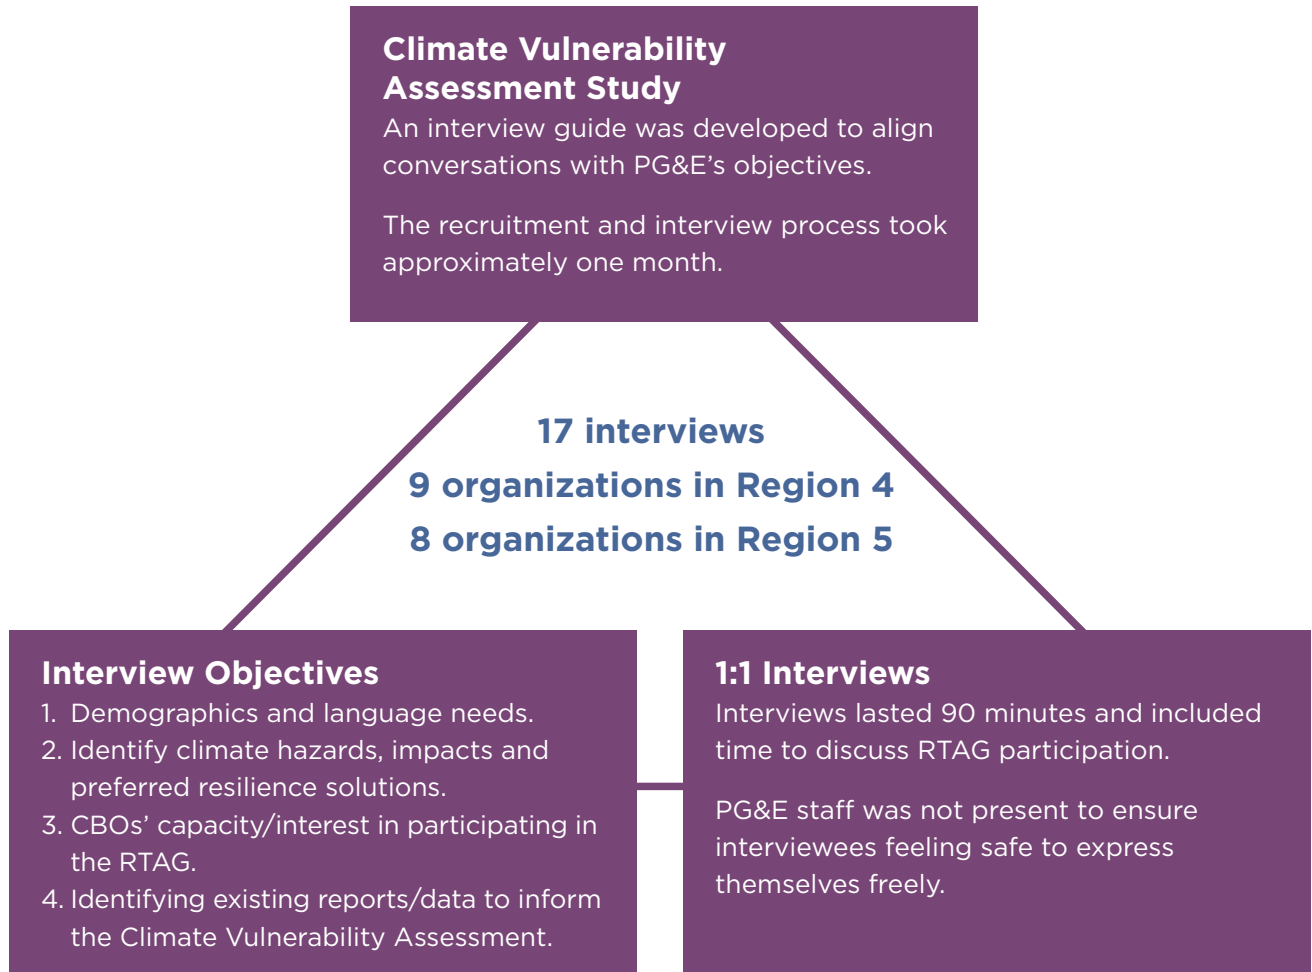 Climate Vulnerability
Assessment Study
An interview guide was developed to align
conversations with PG&E’s objectives.
The recruitment and interview process took
approximately one month.
17 interviews
9 organizations in Region 4
8 organizations in Region 5
Interview Objectives
1. Demographics and language needs.
2. Identify climate hazards, impacts and
preferred resilience solutions.
3. CBOs’ capacity/interest in participating in
the RTAG.
4. Identifying existing reports/data to inform
the Climate Vulnerability Assessment.
1:1 Interviews
Interviews lasted 90 minutes and included
time to discuss RTAG participation.
PG&E staff was not present to ensure
interviewees feeling safe to express
themselves freely.